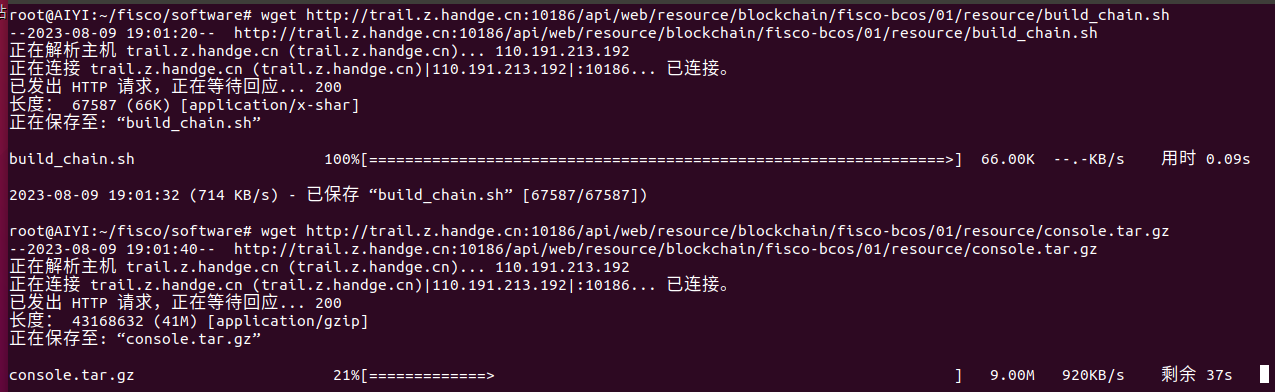 root@AIYI:~/fisco/software# wget http://trail.z.handge.cn:10186/api/web/resource/blockchain/fisco-bcos/01/resource/build_chain.sh
--2023-08-09 19:01:20--  http://trail.z.handge.cn:10186/api/web/resource/blockchain/fisco-bcos/01/resource/build_chain.sh
正在解析主机 trail.z.handge.cn (trail.z.handge.cn)... 110.191.213.192
正在连接 trail.z.handge.cn (trail.z.handge.cn)|110.191.213.192|:10186... 已连接。
已发出 HTTP 请求，正在等待回应... 200
长度： 67587 (66K) [application/x-shar]
正在保存至: “build_chain.sh”
build_chain.sh 100%[================================================================>] 66.00K --.-KB/s 用时 0.09s
2023-08-09 19:01:32 (714 KB/s) - 已保存 “build_chain.sh” [67587/67587])
root@AIYI:~/fisco/software# wget http://trail.z.handge.cn:10186/api/web/resource/blockchain/fisco-bcos/01/resource/console.tar.gz
--2023-08-09 19:01:40--  http://trail.z.handge.cn:10186/api/web/resource/blockchain/fisco-bcos/01/resource/console.tar.gz
正在解析主机 trail.z.handge.cn (trail.z.handge.cn)... 110.191.213.192
正在连接 trail.z.handge.cn (trail.z.handge.cn)|110.191.213.192|:10186... 已连接。
已发出 HTTP 请求，正在等待回应... 200
长度： 43168632 (41M) [application/gzip]
正在保存至: “console.tar.gz”
console.tar.gz 21%[=============> ] 9.00M 920KB/s 剩余 37s